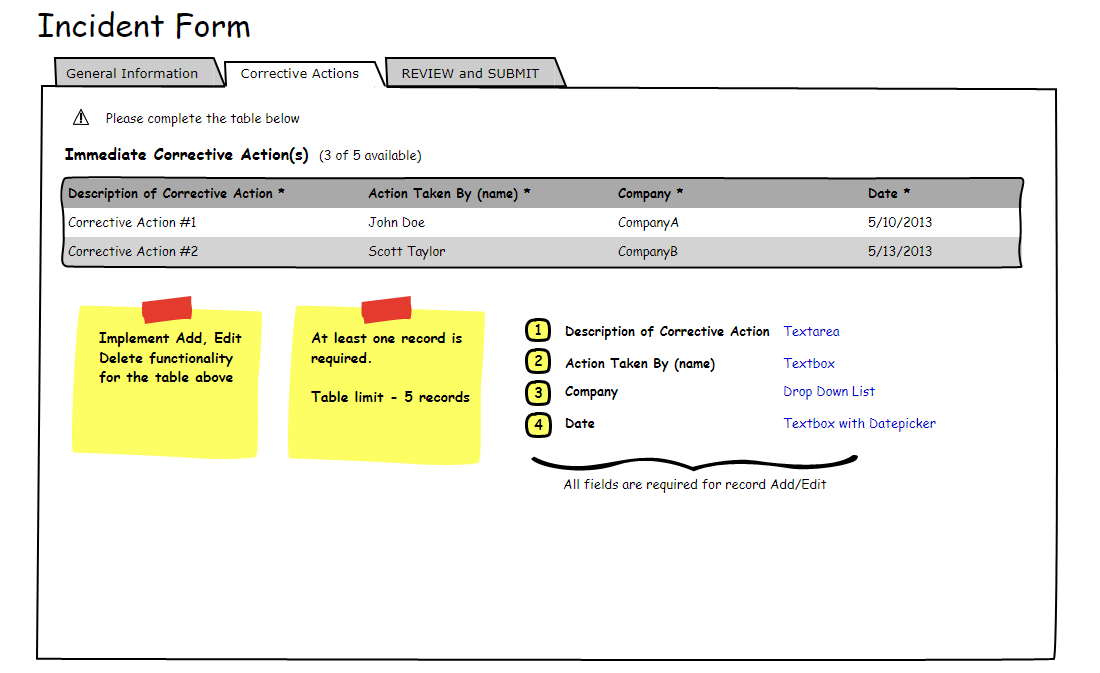 Incident Form
General Information
Corrective Actions
REVIEW and SUBMIT
Please complete the table below
Immediate Corrective Action(s) (3 of 5 available)
Description of Corrective Action * Action Taken By (name) * Company * Date *
Corrective Action #1 John Doe CompanyA 5/10/2013
Corrective Action #2 Scott Taylor CompanyB 5/13/2013
Implement Add, Edit
Delete functionality
for the table above
At least one record is
required.
Table limit - 5 records
1 Description of Corrective Action Textarea
2 Action Taken By (name) Textbox
3 Company Drop Down List
4 Date Textbox with Datepicker
All fields are required for record Add/Edit